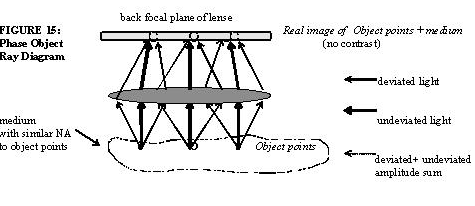 back focal plane of lense
FIGURE 15:
Phase Object
Ray Diagram
Real image of Object points + medium
(no contrast)
deviated light
undeviated light
medium
with similar NA
to object points
Object points
deviated+ undeviated
amplitude sum